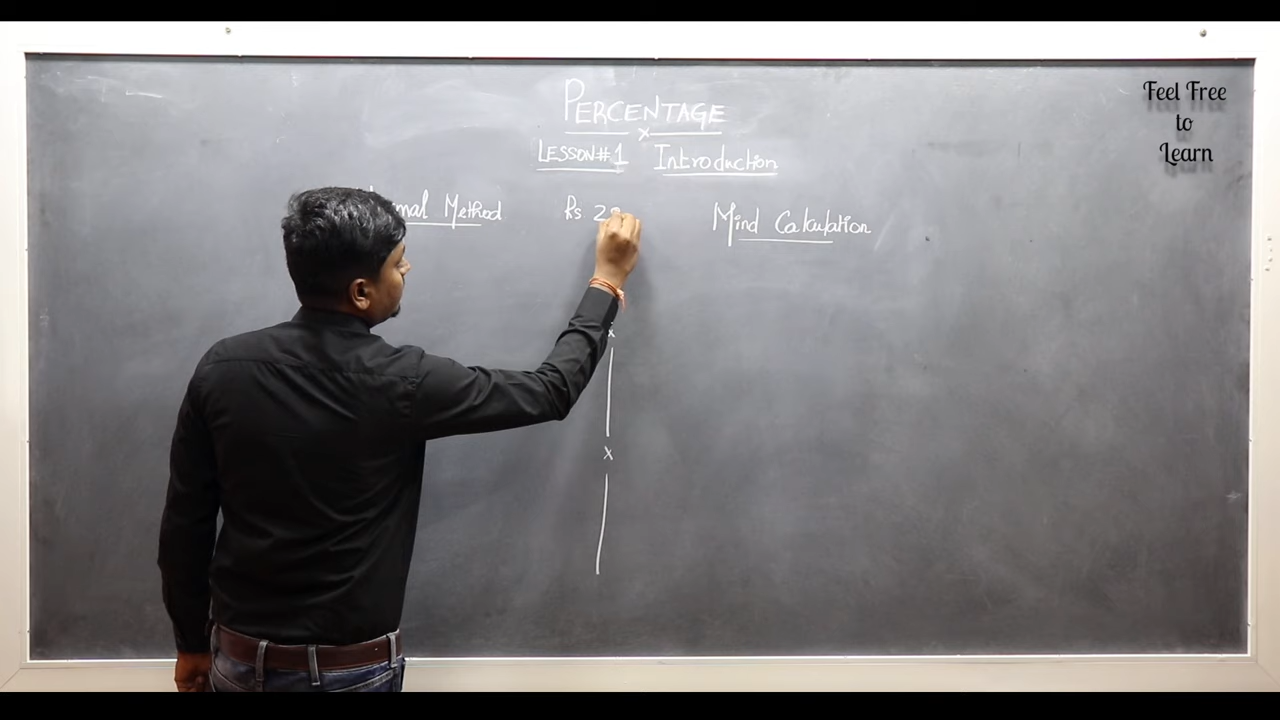 PERCENTAGE
LESSON#1 Introduction
Method Rs Mind Calculation
Feel Free
to
Learn